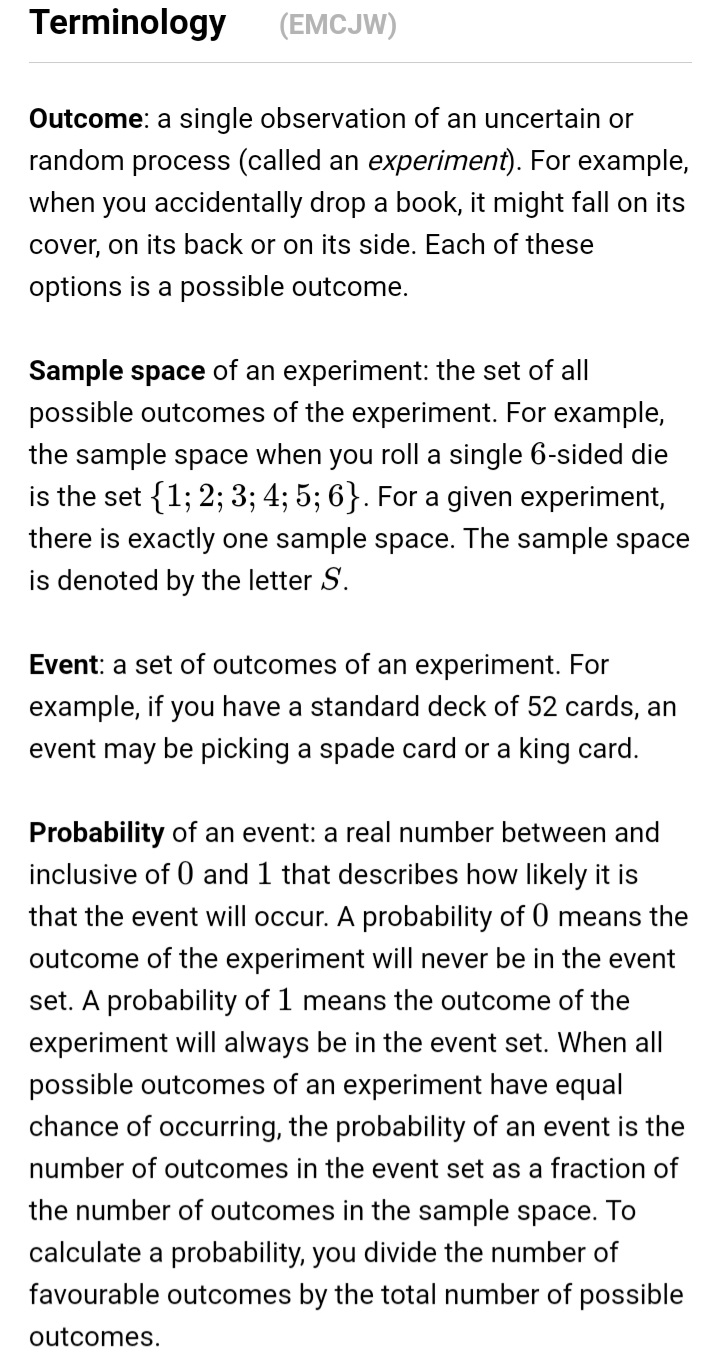 Terminology (EMCJW)
Outcome: a single observation of an uncertain or
random process (called an experiment). For example,
when you accidentally drop a book, it might fall on its
cover, on its back or on its side. Each of these
options is a possible outcome.
Sample space of an experiment: the set of all
possible outcomes of the experiment. For example,
the sample space when you roll a single 6-sided die
is the set {1; 2; 3; 4; 5; 6}. For a given experiment,
there is exactly one sample space. The sample space
is denoted by the letter S.
Event: a set of outcomes of an experiment. For
example, if you have a standard deck of 52 cards, an
event may be picking a spade card or a king card.
Probability of an event: a real number between and
inclusive of 0 and 1 that describes how likely it is
that the event will occur. A probability of 0 means the
outcome of the experiment will never be in the event
set. A probability of 1 means the outcome of the
experiment will always be in the event set. When all
possible outcomes of an experiment have equal
chance of occurring, the probability of an event is the
number of outcomes in the event set as a fraction of
the number of outcomes in the sample space. To
calculate a probability, you divide the number of
favourable outcomes by the total number of possible
outcomes.